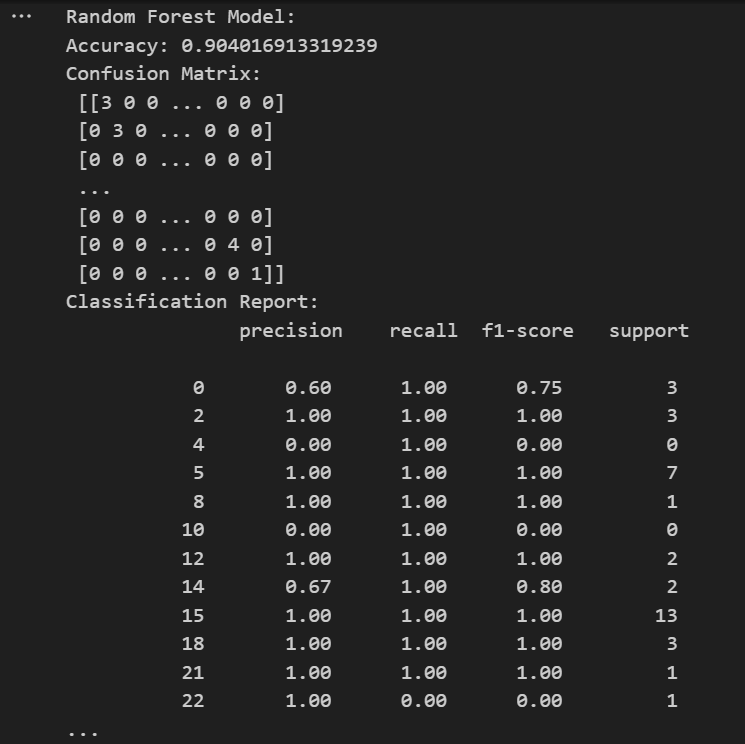 ... Random Forest Model:
Accuracy: 0.904016913319239
Confusion Matrix:
[[3 0 0 ... 0 0 0]
[0 3 0 ... 0 0 0]
[0 0 0 ... 0 0 0]
...
[0 0 0 ... 0 0 0]
[0 0 0 ... 0 4 0]
[0 0 0 ... 0 0 1]]
Classification Report:
precision recall f1-score support
0 0.60 1.00 0.75 3
2 1.00 1.00 1.00 3
4 0.00 1.00 0.00 0
5 1.00 1.00 1.00 7
8 1.00 1.00 1.00 1
10 0.00 1.00 0.00 0
12 1.00 1.00 1.00 2
14 0.67 1.00 0.80 2
15 1.00 1.00 1.00 13
18 1.00 1.00 1.00 3
21 1.00 1.00 1.00 1
22 1.00 0.00 0.00 1
...